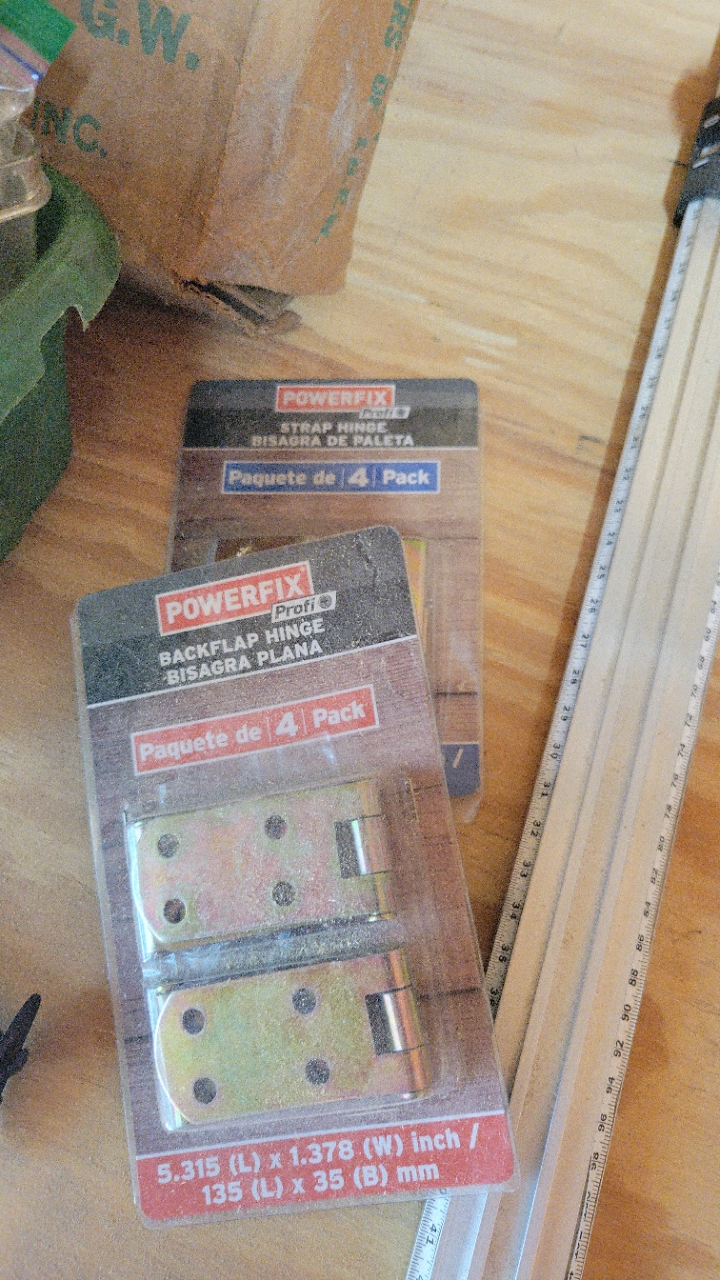 G.W.
INC.
POWERFIX
Profi
STRAP HINGE
BISAGRA DE PALETA
Paquete de 4 Pack
POWERFIX
Profi
BACKFLAP HINGE
BISAGRA PLANA
Paquete de 4 Pack
5.315 (L) x 1.378 (W) inch /
135 (L) x 35 (B) mm